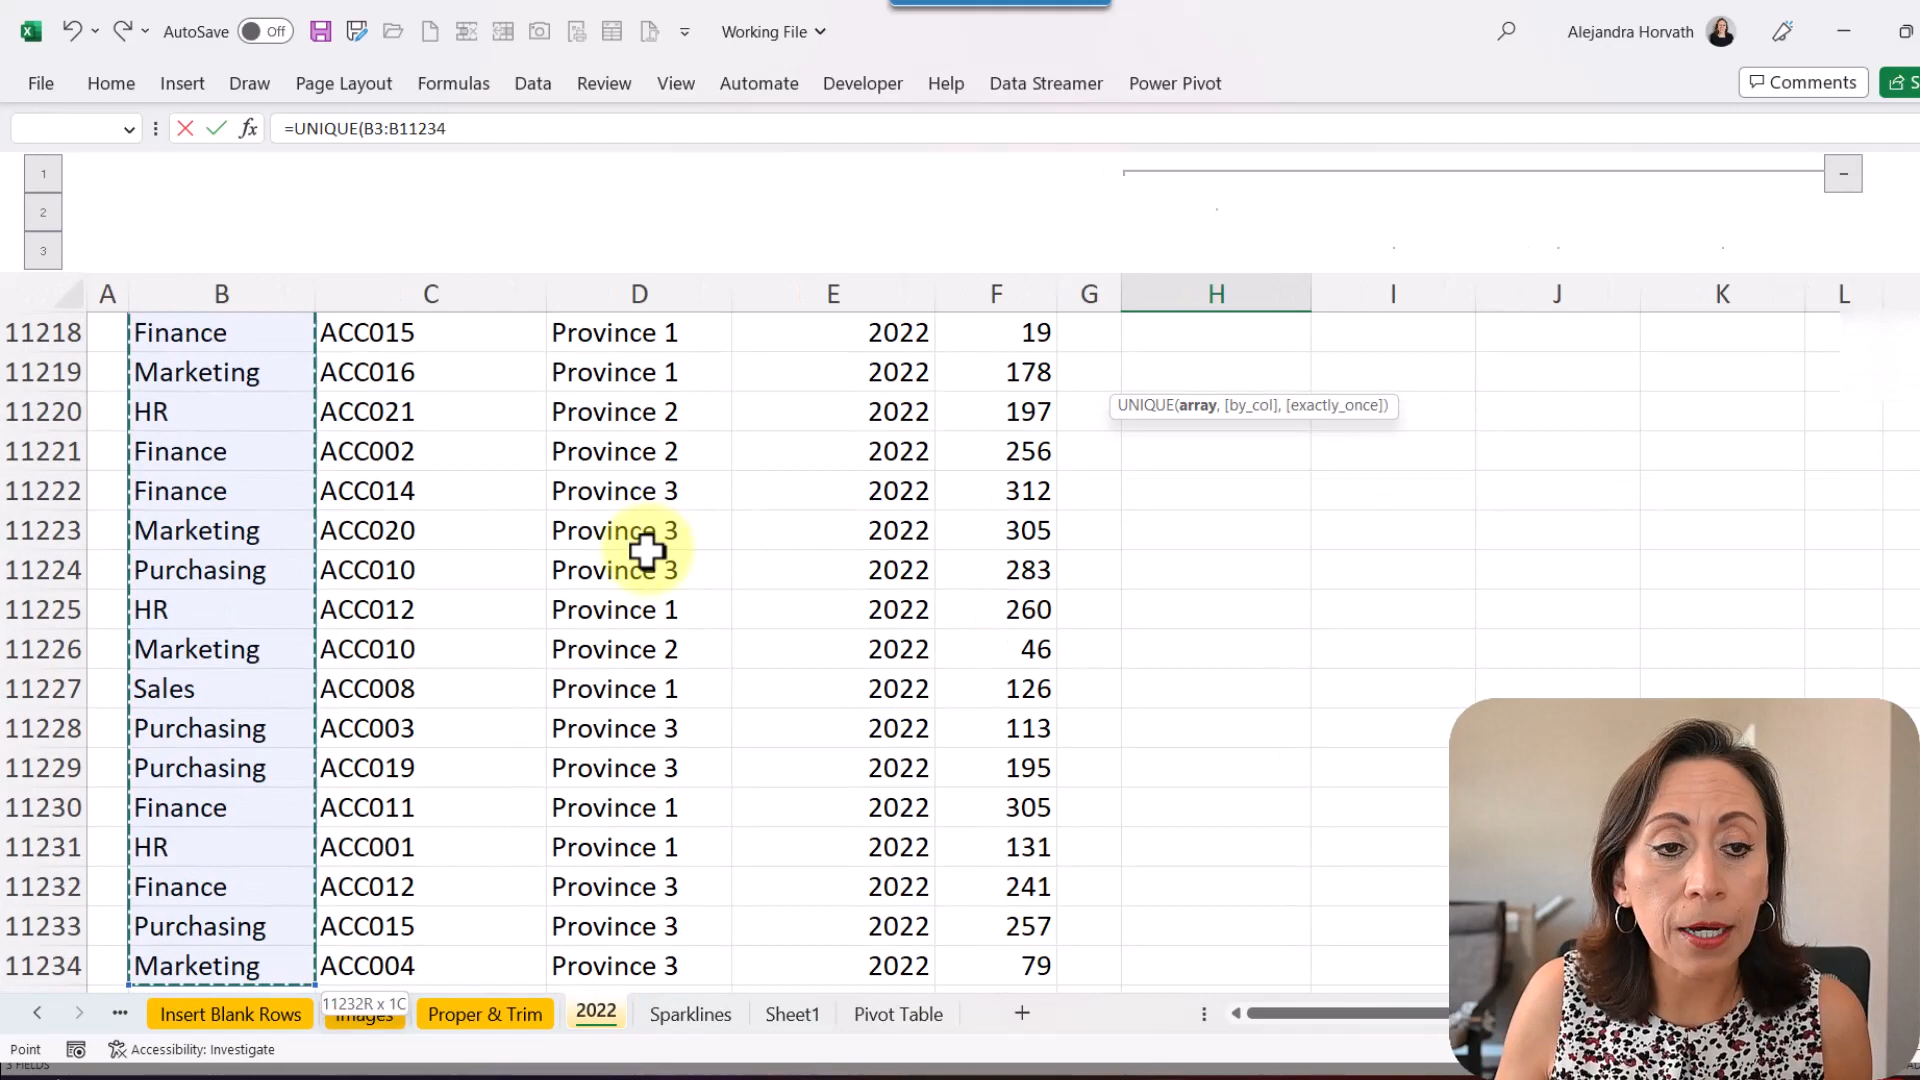 AutoSave Off Working File Alejandra Horvath
File Home Insert Draw Page Layout Formulas Data Review View Automate Developer Help Data Streamer Power Pivot Comments S
fx =UNIQUE(B3:B11234
1
2
3
A B C D E F G H I J K L
11218 Finance ACC015 Province 1 2022 19
11219 Marketing ACC016 Province 1 2022 178
11220 HR ACC021 Province 2 2022 197
UNIQUE(array, [by_col], [exactly_once])
11221 Finance ACC002 Province 2 2022 256
11222 Finance ACC014 Province 3 2022 312
11223 Marketing ACC020 Province 3 2022 305
11224 Purchasing ACC010 Province 3 2022 283
11225 HR ACC012 Province 1 2022 260
11226 Marketing ACC010 Province 2 2022 46
11227 Sales ACC008 Province 1 2022 126
11228 Purchasing ACC003 Province 3 2022 113
11229 Purchasing ACC019 Province 3 2022 195
11230 Finance ACC011 Province 1 2022 305
11231 HR ACC001 Province 1 2022 131
11232 Finance ACC012 Province 3 2022 241
11233 Purchasing ACC015 Province 3 2022 257
11234 Marketing ACC004 Province 3 2022 79
11232R x 1C
Insert Blank Rows Images Proper & Trim 2022 Sparklines Sheet1 Pivot Table
Point Accessibility: Investigate
3 FIELDS